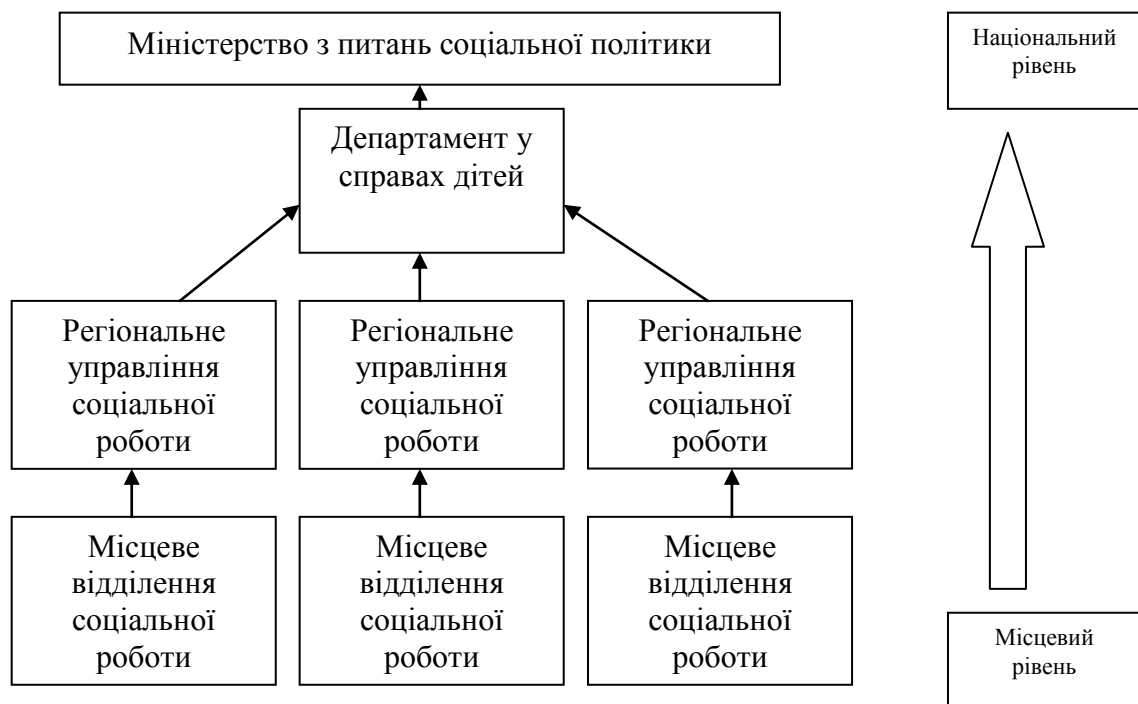 Міністерство з питань соціальної політики
Національний
рівень
Департамент у
справах дітей
Регіональне
управління
соціальної
роботи
Регіональне
управління
соціальної
роботи
Регіональне
управління
соціальної
роботи
Місцеве
відділення
соціальної
роботи
Місцеве
відділення
соціальної
роботи
Місцеве
відділення
соціальної
роботи
Місцевий
рівень